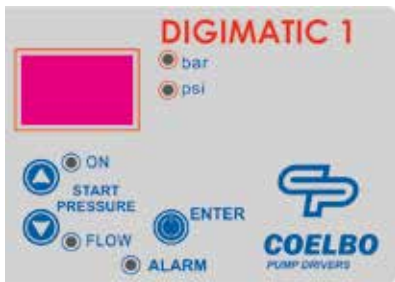 DIGIMATIC 1
bar
psi
ON
START
PRESSURE
ENTER
FLOW
ALARM
COELBO
PUMP DRIVERS